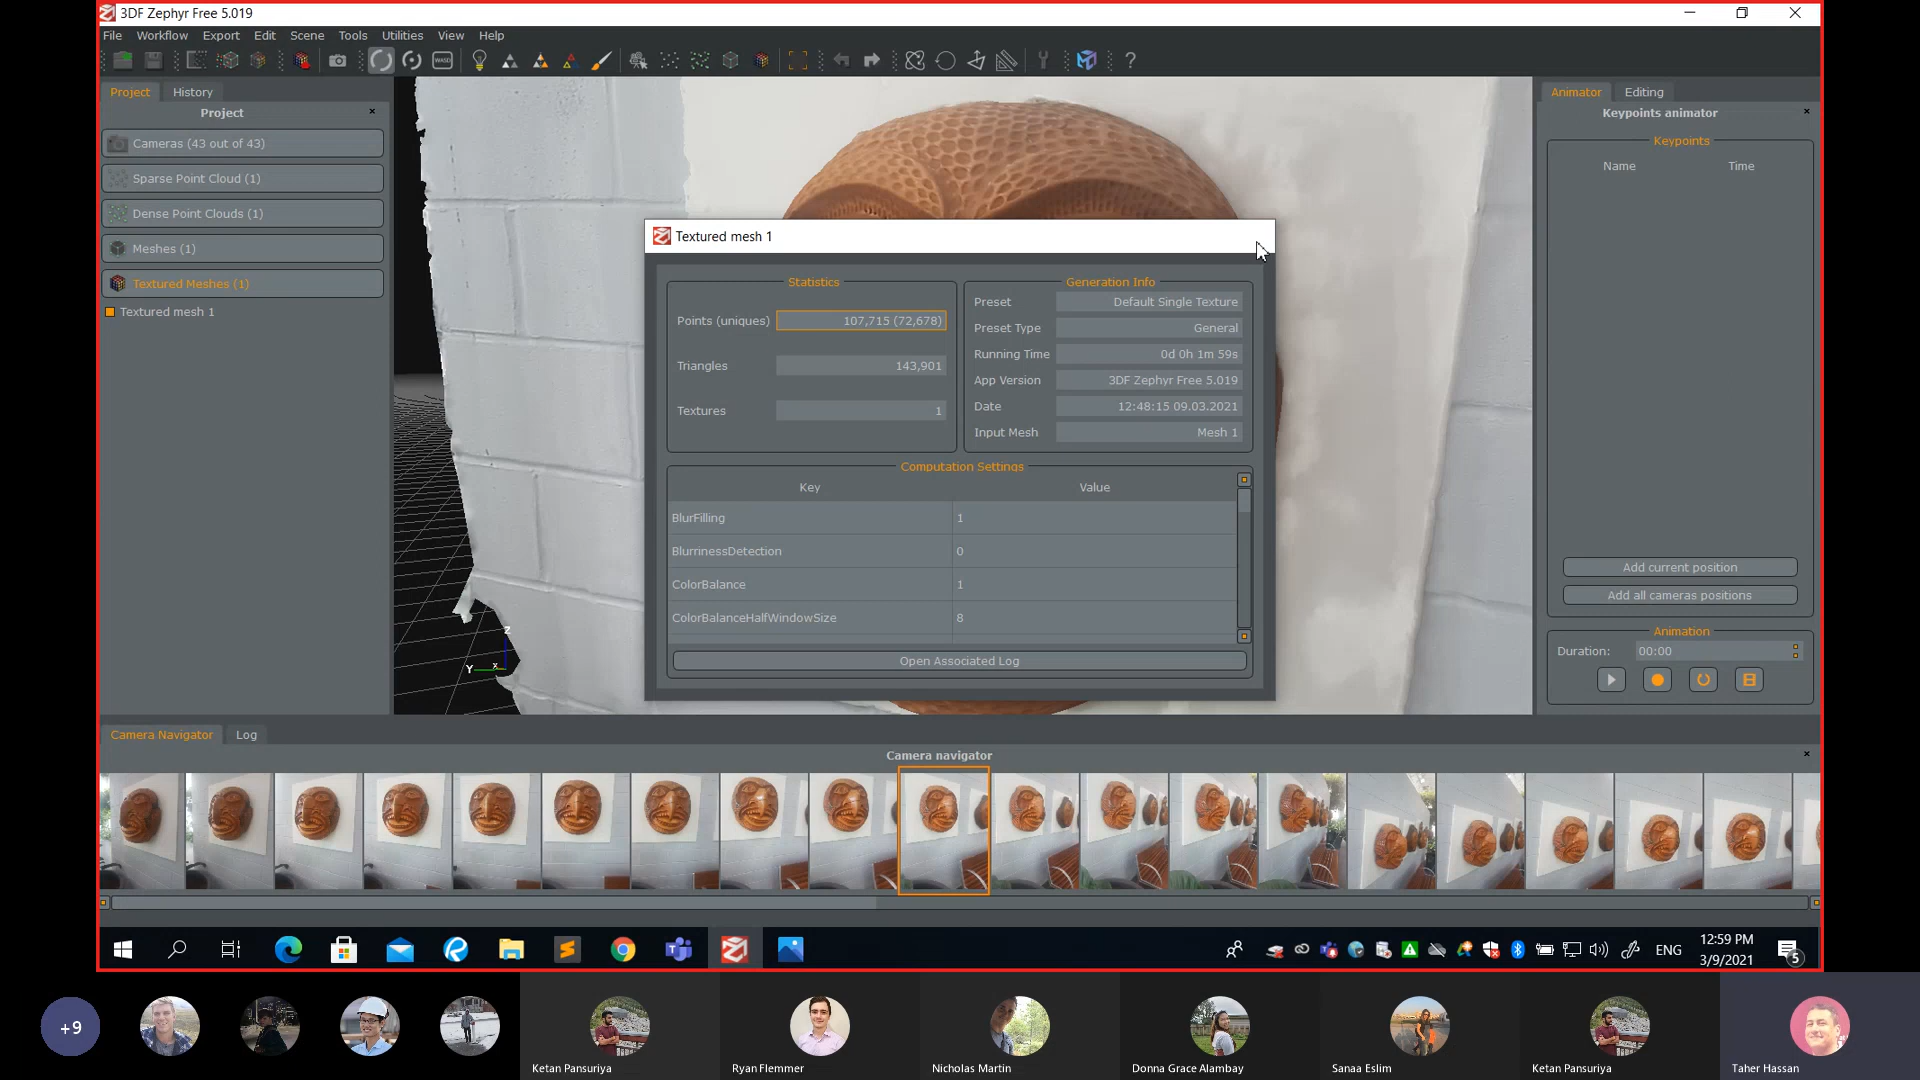 3DF Zephyr Free 5.019
File Workflow Export Edit Scene Tools Utilities View Help
WASD
?
Project History
Project
Cameras (43 out of 43)
Sparse Point Cloud (1)
Dense Point Clouds (1)
Meshes (1)
Textured Meshes (1)
Textured mesh 1
Z
Y
X
Textured mesh 1
Statistics
Points (uniques) 107,715 (72,678)
Triangles 143,901
Textures 1
Generation Info
Preset Default Single Texture
Preset Type General
Running Time 0d 0h 1m 59s
App Version 3DF Zephyr Free 5.019
Date 12:48:15 09.03.2021
Input Mesh Mesh 1
Computation Settings
Key Value
BlurFilling 1
BlurrinessDetection 0
ColorBalance 1
ColorBalanceHalfWindowSize 8
Open Associated Log
Animator Editing
Keypoints animator
Keypoints
Name Time
Add current position
Add all cameras positions
Animation
Duration: 00:00
Camera Navigator Log
Camera navigator
ENG
12:59 PM
3/9/2021
5
+9
Ketan Pansuriya
Ryan Flemmer
Nicholas Martin
Donna Grace Alambay
Sanaa Eslim
Ketan Pansuriya
Taher Hassan